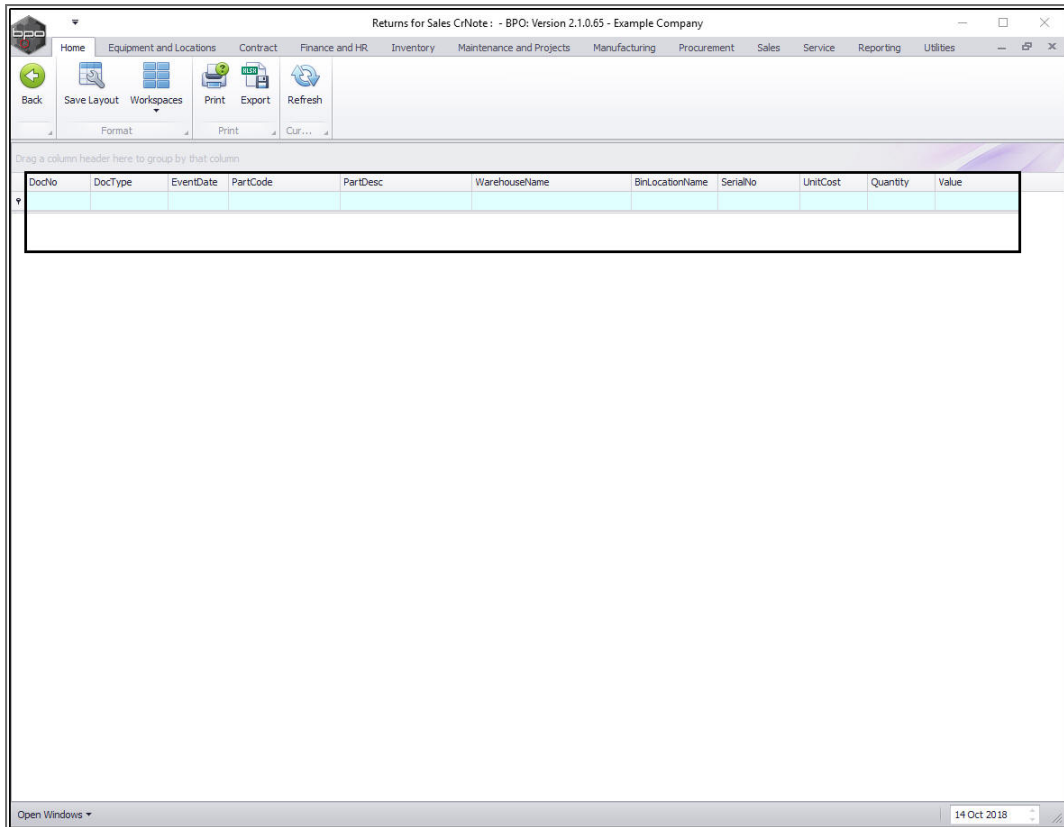 Returns for Sales CrNote : - BPO: Version 2.1.0.65 - Example Company
bpo
Home Equipment and Locations Contract Finance and HR Inventory Maintenance and Projects Manufacturing Procurement Sales Service Reporting Utilities
XLSX
Back Save Layout Workspaces Print Export Refresh
Format Print Cur...
Drag a column header here to group by that column
DocNo DocType EventDate PartCode PartDesc WarehouseName BinLocationName SerialNo UnitCost Quantity Value
Open Windows 14 Oct 2018